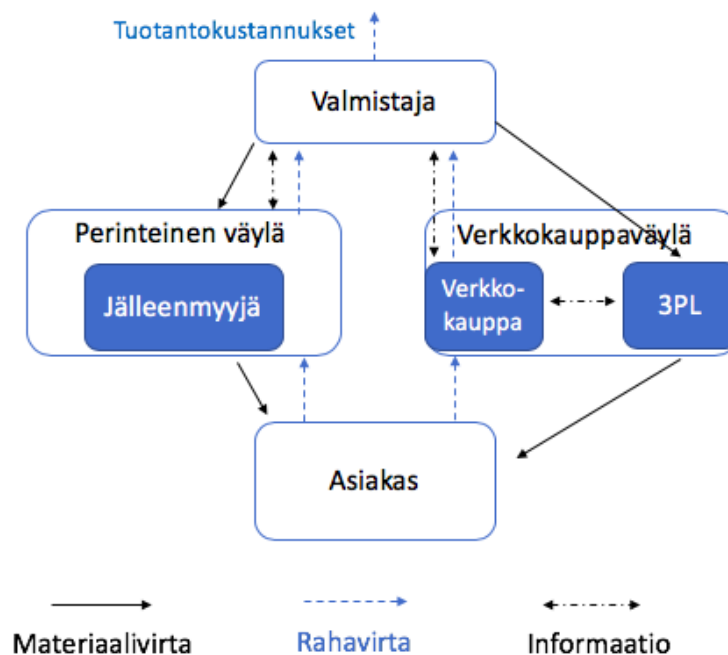 Tuotantokustannukset
Valmistaja
Perinteinen väylä
Verkkokauppaväylä
Jälleenmyyjä
Verkko-
kauppa
3PL
Asiakas
Materiaalivirta
Rahavirta
Informaatio